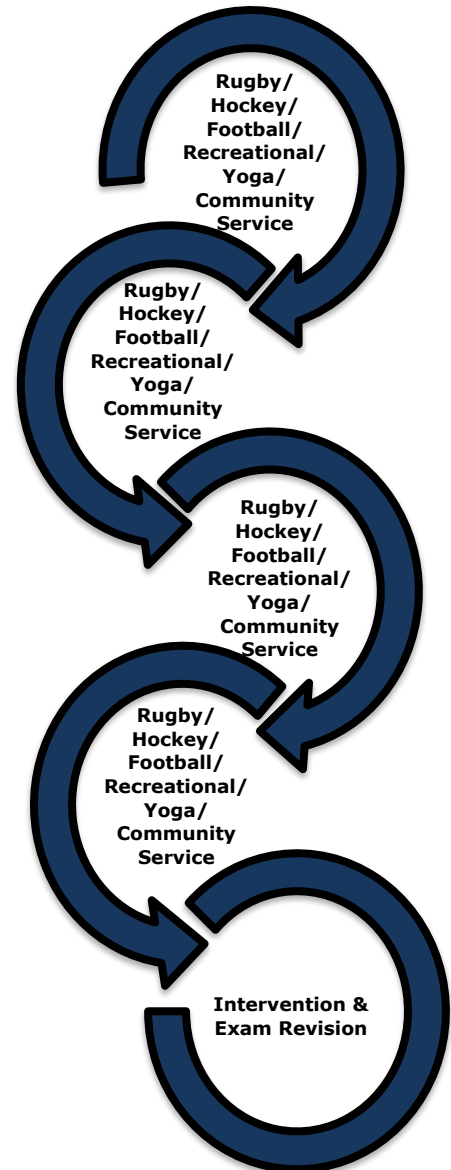 Rugby/
Hockey/
Football/
Recreational/
Yoga/
Community
Service
Rugby/
Hockey/
Football/
Recreational/
Yoga/
Community
Service
Rugby/
Hockey/
Football/
Recreational/
Yoga/
Community
Service
Rugby/
Hockey/
Football/
Recreational/
Yoga/
Community
Service
Intervention &
Exam Revision